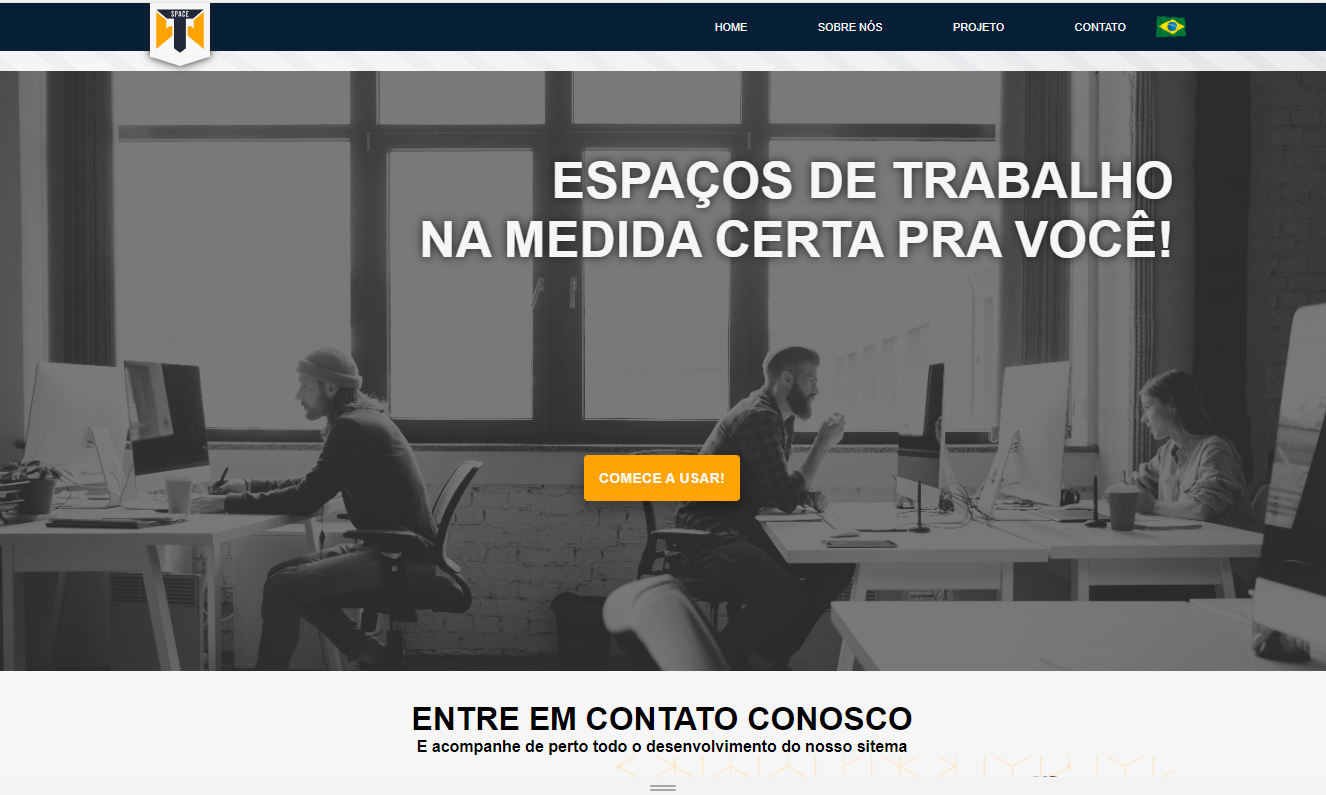 SPACE
HOME
SOBRE NÓS
PROJETO
CONTATO
ESPAÇOS DE TRABALHO
NA MEDIDA CERTA PRA VOCÊ!
COMECE A USAR!
ENTRE EM CONTATO CONOSCO
E acompanhe de perto todo o desenvolvimento do nosso sitema